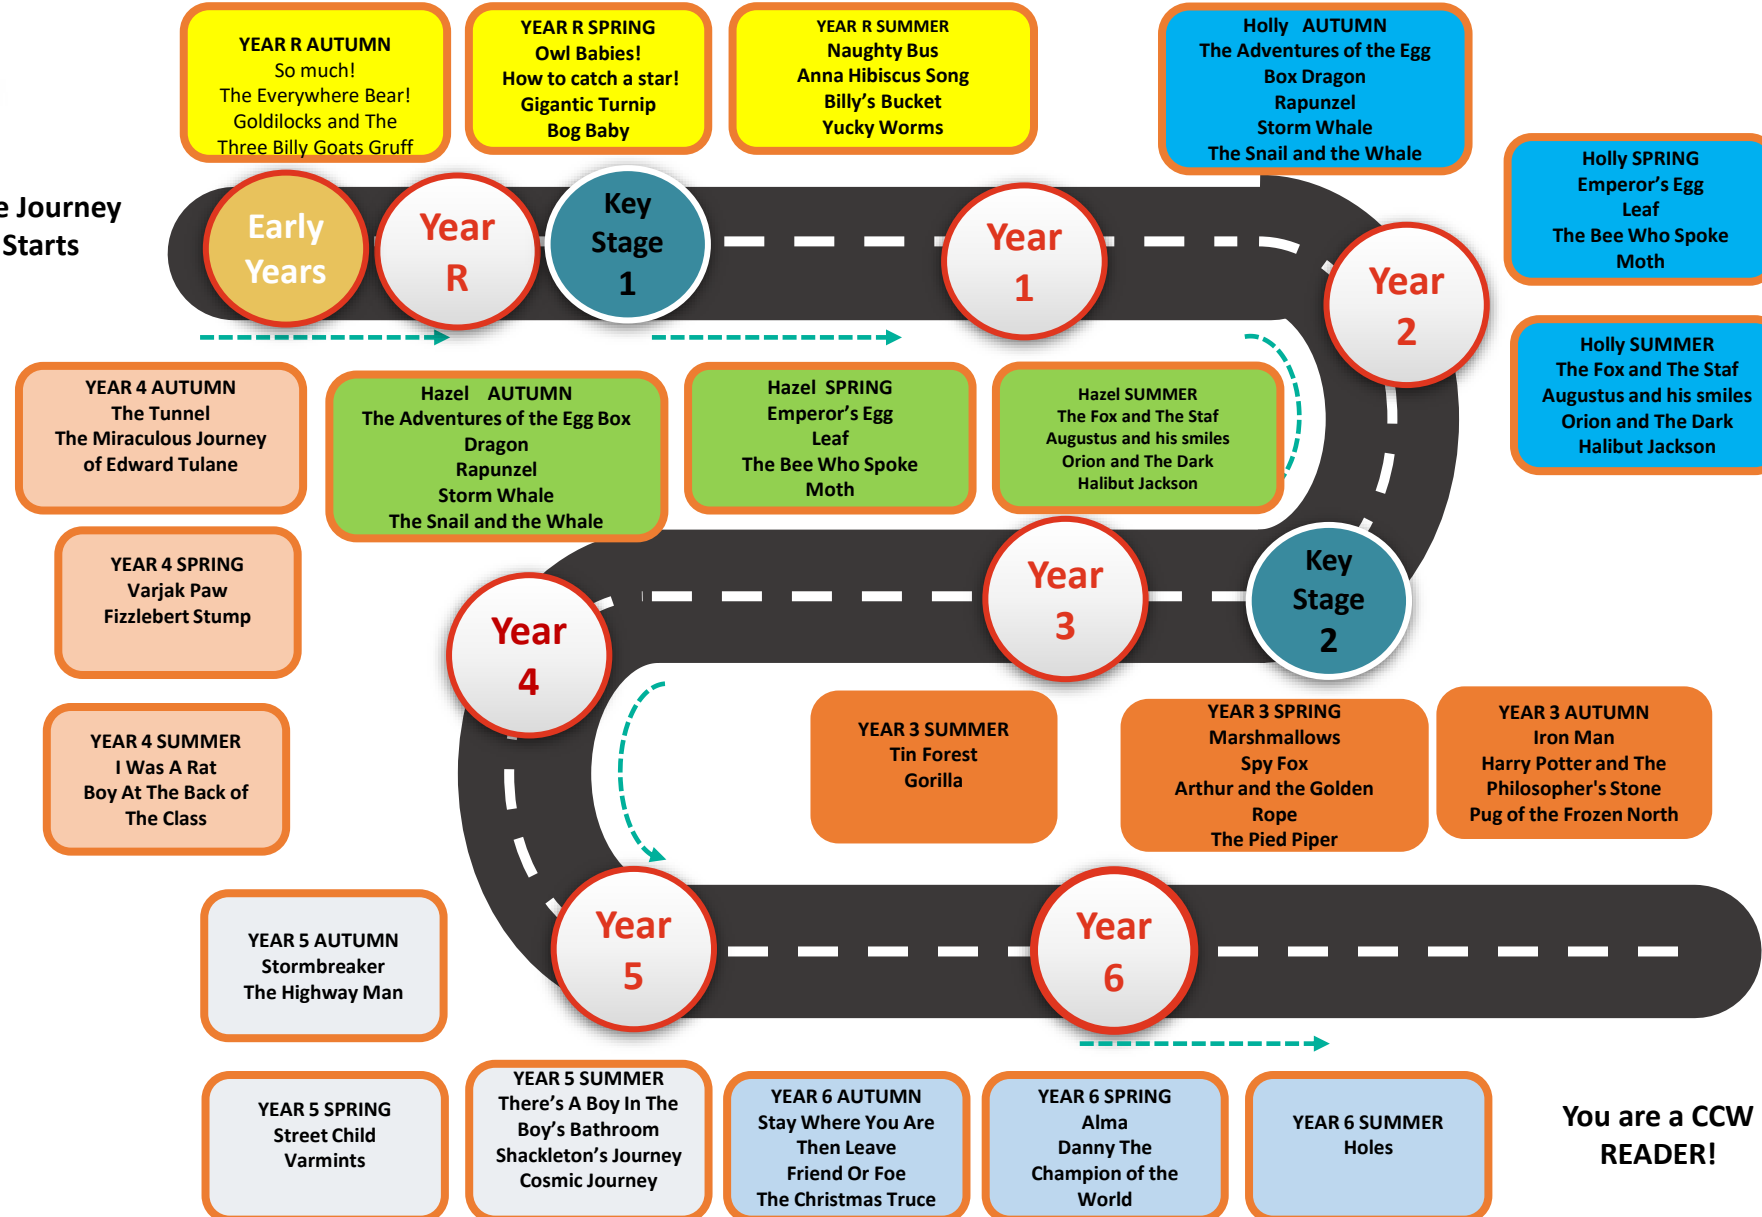 YEAR R AUTUMN
So much!
The Everywhere Bear!
Goldilocks and The
Three Billy Goats Gruff
YEAR R SPRING
Owl Babies!
How to catch a star!
Gigantic Turnip
Bog Baby
YEAR R SUMMER
Naughty Bus
Anna Hibiscus Song
Billy’s Bucket
Yucky Worms
Holly AUTUMN
The Adventures of the Egg
Box Dragon
Rapunzel
Storm Whale
The Snail and the Whale
Holly SPRING
Emperor’s Egg
Leaf
The Bee Who Spoke
Moth
Journey
Starts
Early
Years
Year
R
Key
Stage
1
Year
1
Year
2
Holly SUMMER
The Fox and The Staf
Augustus and his smiles
Orion and The Dark
Halibut Jackson
YEAR 4 AUTUMN
The Tunnel
The Miraculous Journey
of Edward Tulane
Hazel AUTUMN
The Adventures of the Egg Box
Dragon
Rapunzel
Storm Whale
The Snail and the Whale
Hazel SPRING
Emperor’s Egg
Leaf
The Bee Who Spoke
Moth
Hazel SUMMER
The Fox and The Staf
Augustus and his smiles
Orion and The Dark
Halibut Jackson
YEAR 4 SPRING
Varjak Paw
Fizzlebert Stump
Year
4
Year
3
Key
Stage
2
YEAR 4 SUMMER
I Was A Rat
Boy At The Back of
The Class
YEAR 3 SUMMER
Tin Forest
Gorilla
YEAR 3 SPRING
Marshmallows
Spy Fox
Arthur and the Golden
Rope
The Pied Piper
YEAR 3 AUTUMN
Iron Man
Harry Potter and The
Philosopher's Stone
Pug of the Frozen North
YEAR 5 AUTUMN
Stormbreaker
The Highway Man
Year
5
Year
6
YEAR 5 SPRING
Street Child
Varmints
YEAR 5 SUMMER
There’s A Boy In The
Boy’s Bathroom
Shackleton’s Journey
Cosmic Journey
YEAR 6 AUTUMN
Stay Where You Are
Then Leave
Friend Or Foe
The Christmas Truce
YEAR 6 SPRING
Alma
Danny The
Champion of the
World
YEAR 6 SUMMER
Holes
You are a CCW
READER!